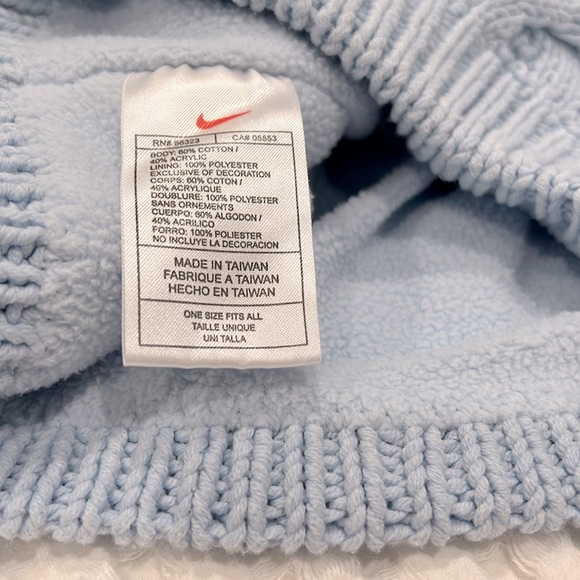 RN# 56323 CA# 05553
BODY: 60% COTTON /
40% ACRYLIC
LINING: 100% POLYESTER
EXCLUSIVE OF DECORATION
CORPS: 60% COTON /
40% ACRYLIQUE
DOUBLURE: 100% POLYESTER
SANS ORNEMENTS
CUERPO: 60% ALGODON /
40% ACRILICO
FORRO: 100% POLIESTER
NO INCLUYE LA DECORACION
MADE IN TAIWAN
FABRIQUE A TAIWAN
HECHO EN TAIWAN
ONE SIZE FITS ALL
TAILLE UNIQUE
UNI TALLA